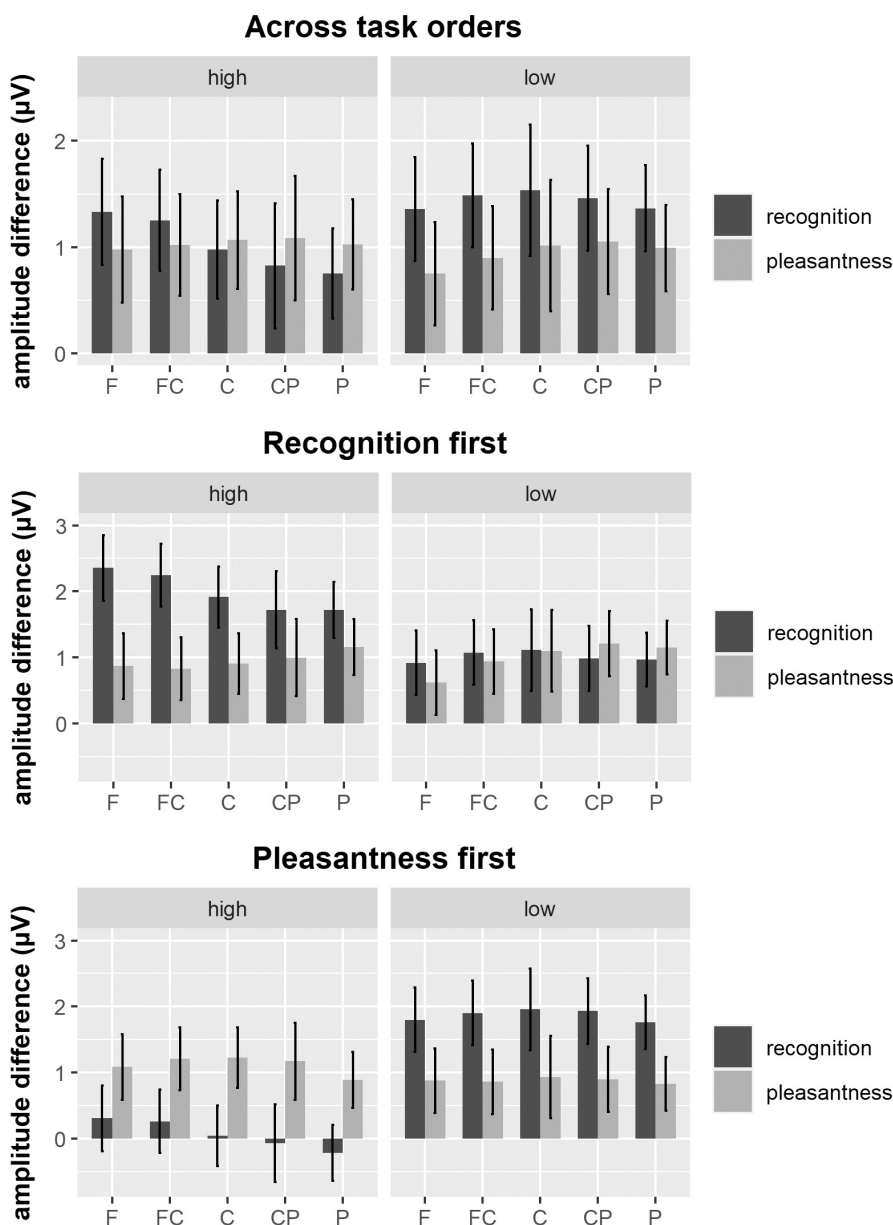 Across task orders
high low
amplitude difference (µV)
2
1
0
F FC C CP P F FC C CP P
recognition
pleasantness
Recognition first
high low
amplitude difference (µV)
3
2
1
0
F FC C CP P F FC C CP P
recognition
pleasantness
Pleasantness first
high low
amplitude difference (µV)
3
2
1
0
F FC C CP P F FC C CP P
recognition
pleasantness